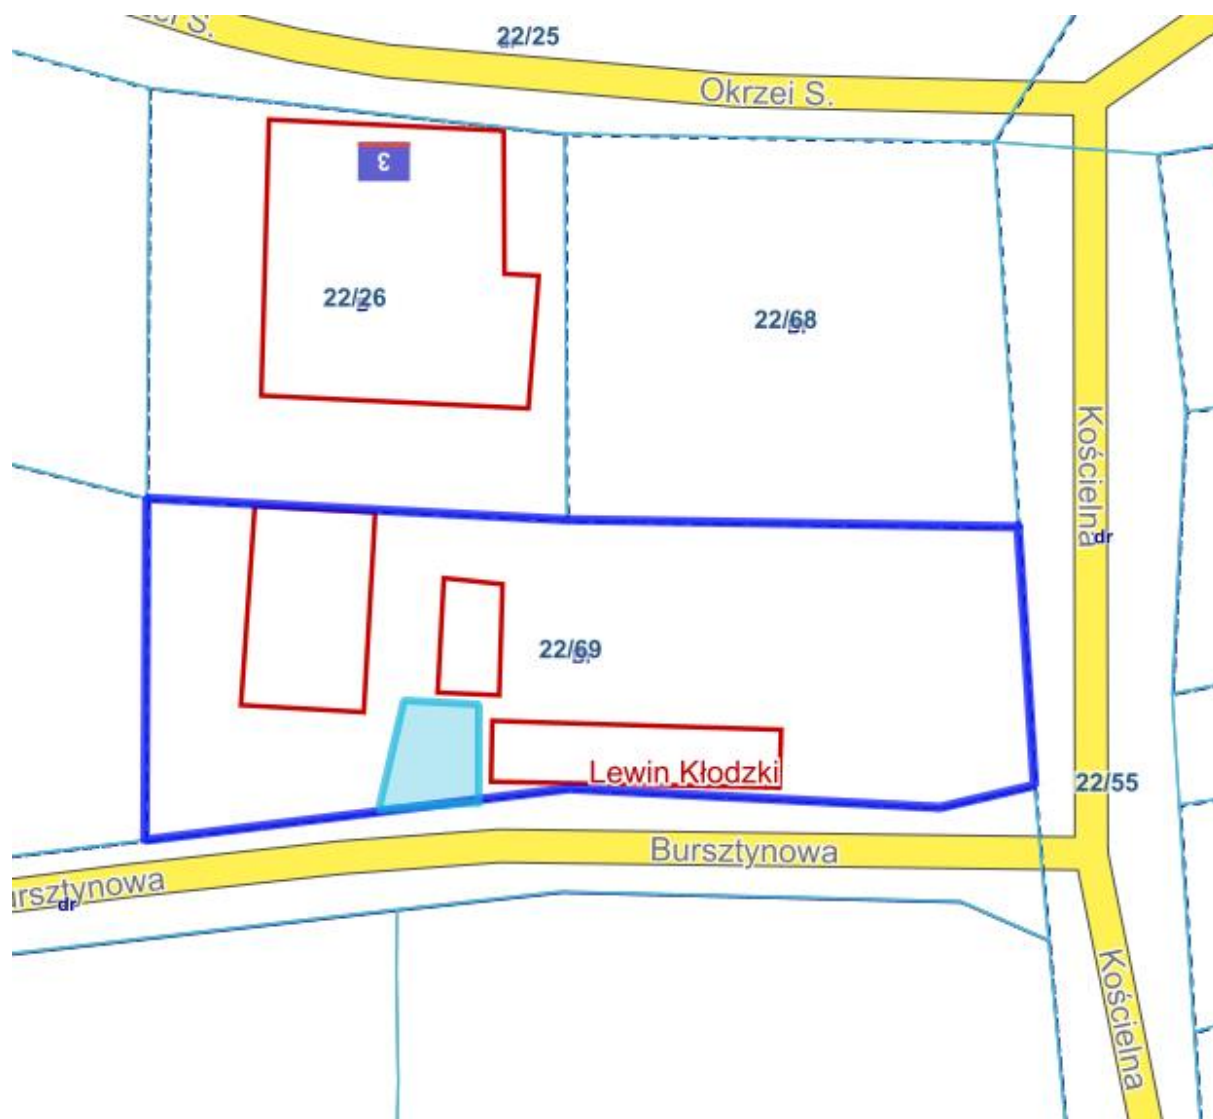 22/25
Okrzei S.
3
22/26
22/68
Kościelna
dr
22/69
Lewin Kłodzki
22/55
Bursztynowa
dr
Kościelna